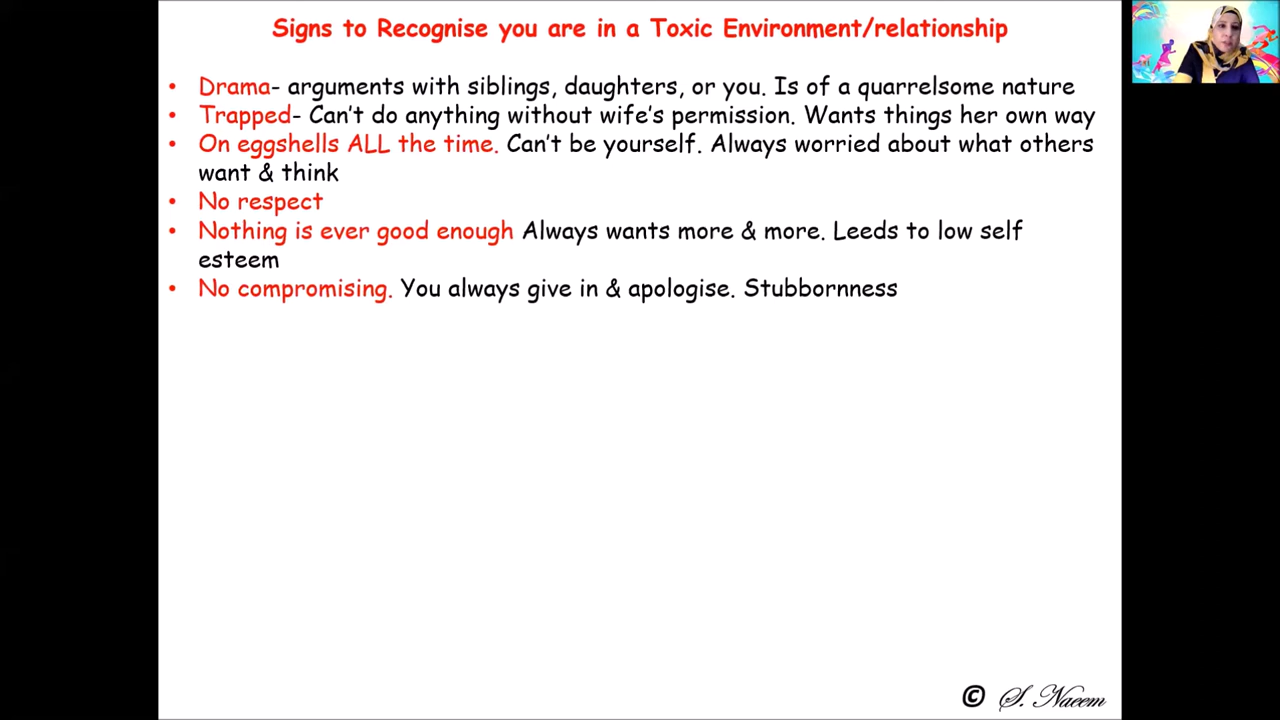 Signs to Recognise you are in a Toxic Environment/relationship
• Drama- arguments with siblings, daughters, or you. Is of a quarrelsome nature
• Trapped- Can't do anything without wife's permission. Wants things her own way
• On eggshells ALL the time. Can't be yourself. Always worried about what others
want & think
• No respect
• Nothing is ever good enough Always wants more & more. Leeds to low self
esteem
• No compromising. You always give in & apologise. Stubbornness
© S. Naeem